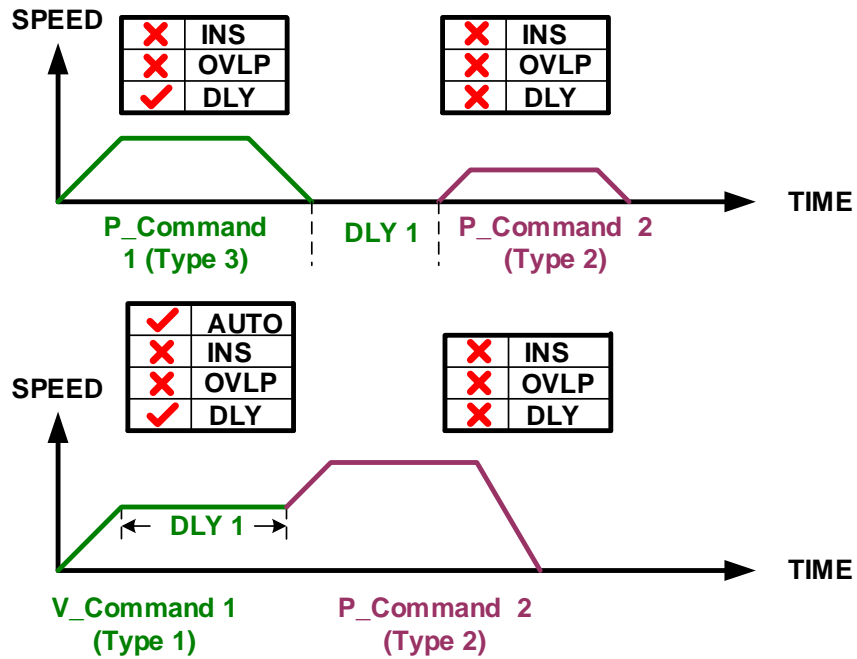 SPEED
INS
OVLP
DLY
INS
OVLP
DLY
TIME
P_Command
1 (Type 3)
DLY 1
P_Command 2
(Type 2)
AUTO
INS
OVLP
DLY
INS
OVLP
DLY
SPEED
DLY 1
TIME
V_Command 1
(Type 1)
P_Command 2
(Type 2)